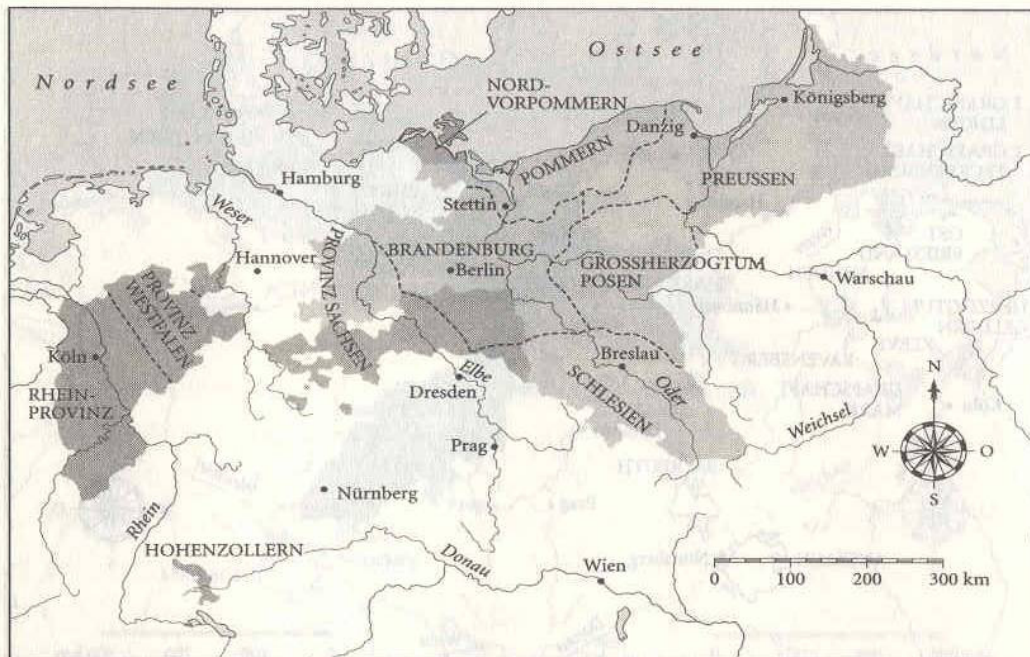 Nordsee
Ostsee
NORD-
VORPOMMERN
Königsberg
Danzig
POMMERN
PREUSSEN
Hamburg
Stettin
Weser
PROVINZ SACHSEN
BRANDENBURG
Berlin
Hannover
GROSSHERZOGTUM
POSEN
Warschau
PROVINZ
WESTFALEN
Köln
RHEIN-
PROVINZ
Elbe
Dresden
Breslau
Oder
SCHLESIEN
Weichsel
Prag
Nürnberg
Rhein
HOHENZOLLERN
Donau
Wien
N
W
O
S
0 100 200 300 km